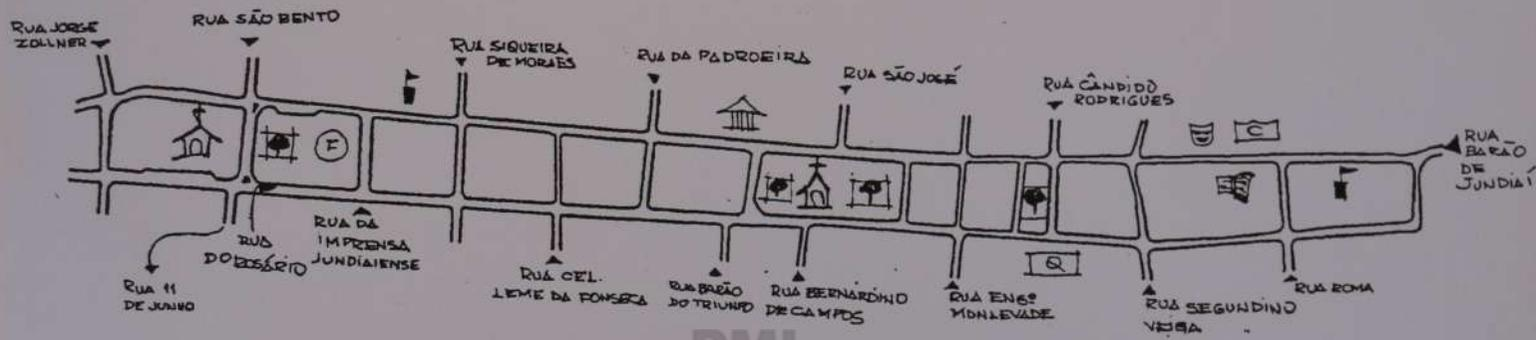 RUA JORGE
ZOLLNER
RUA SÃO BENTO
RUA SIQUEIRA
DE MORAES
RUA DA PADROEIRA
RUA SÃO JOSÉ
RUA CÂNDIDO
RODRIGUES
RUA
BARÃO
DE
JUNDIAÍ
F
C
Q
RUA 11
DE JUNHO
RUA
DO ROSÁRIO
RUA DA
IMPRENSA
JUNDIAIENSE
RUA CEL.
LEME DA FONSECA
RUA BARÃO
DO TRIUNFO
RUA BERNARDINO
DE CAMPOS
RUA ENGº
MONLEVADE
RUA SEGUNDINO
VEIGA
RUA ROMA